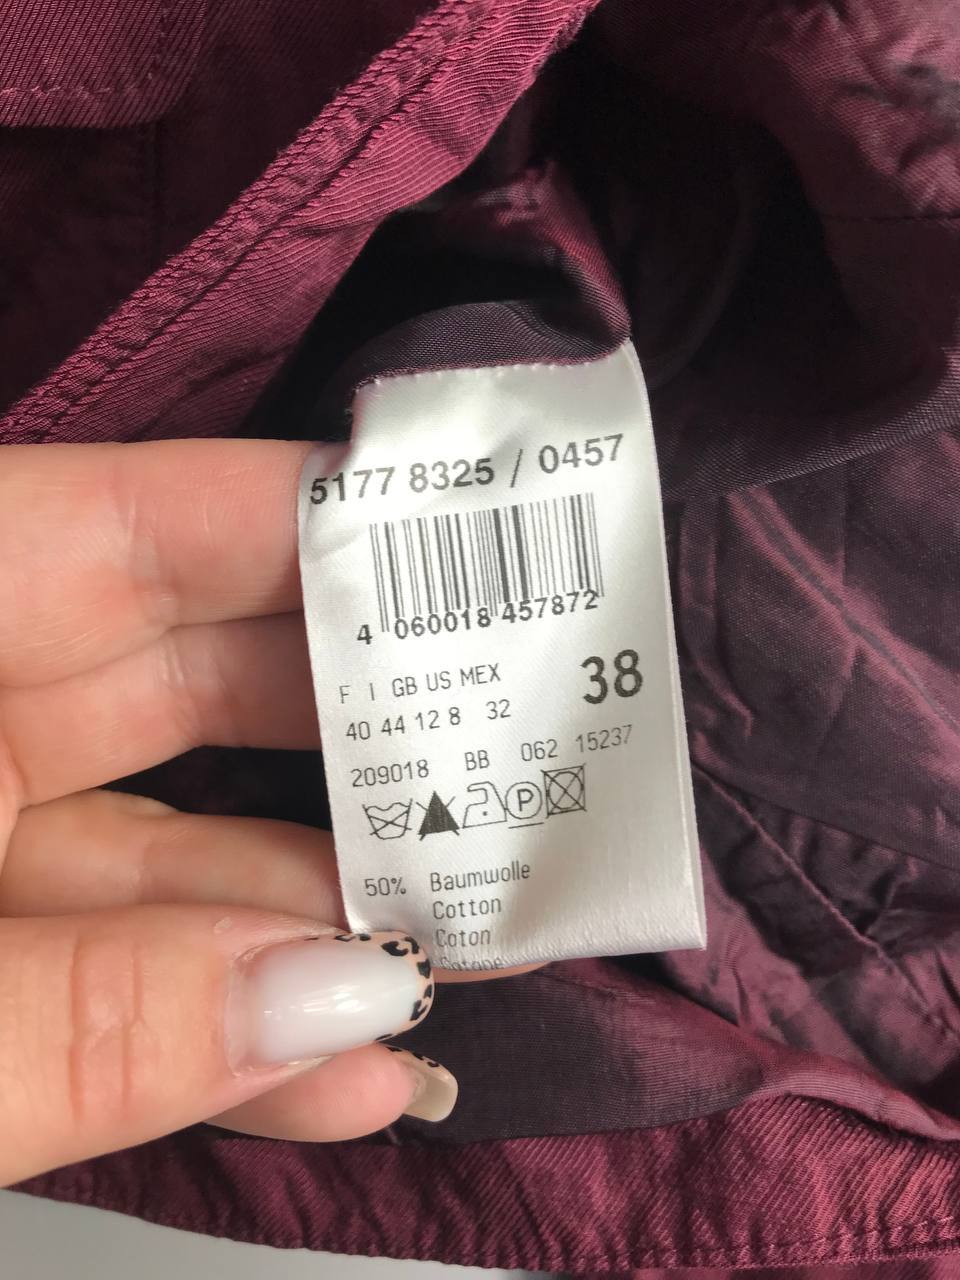 5177 8325 / 0457
4 060018 457872
F I GB US MEX 38
40 44 12 8 32
209018 BB 062 15237
P
50% Baumwolle
Cotton
Coton